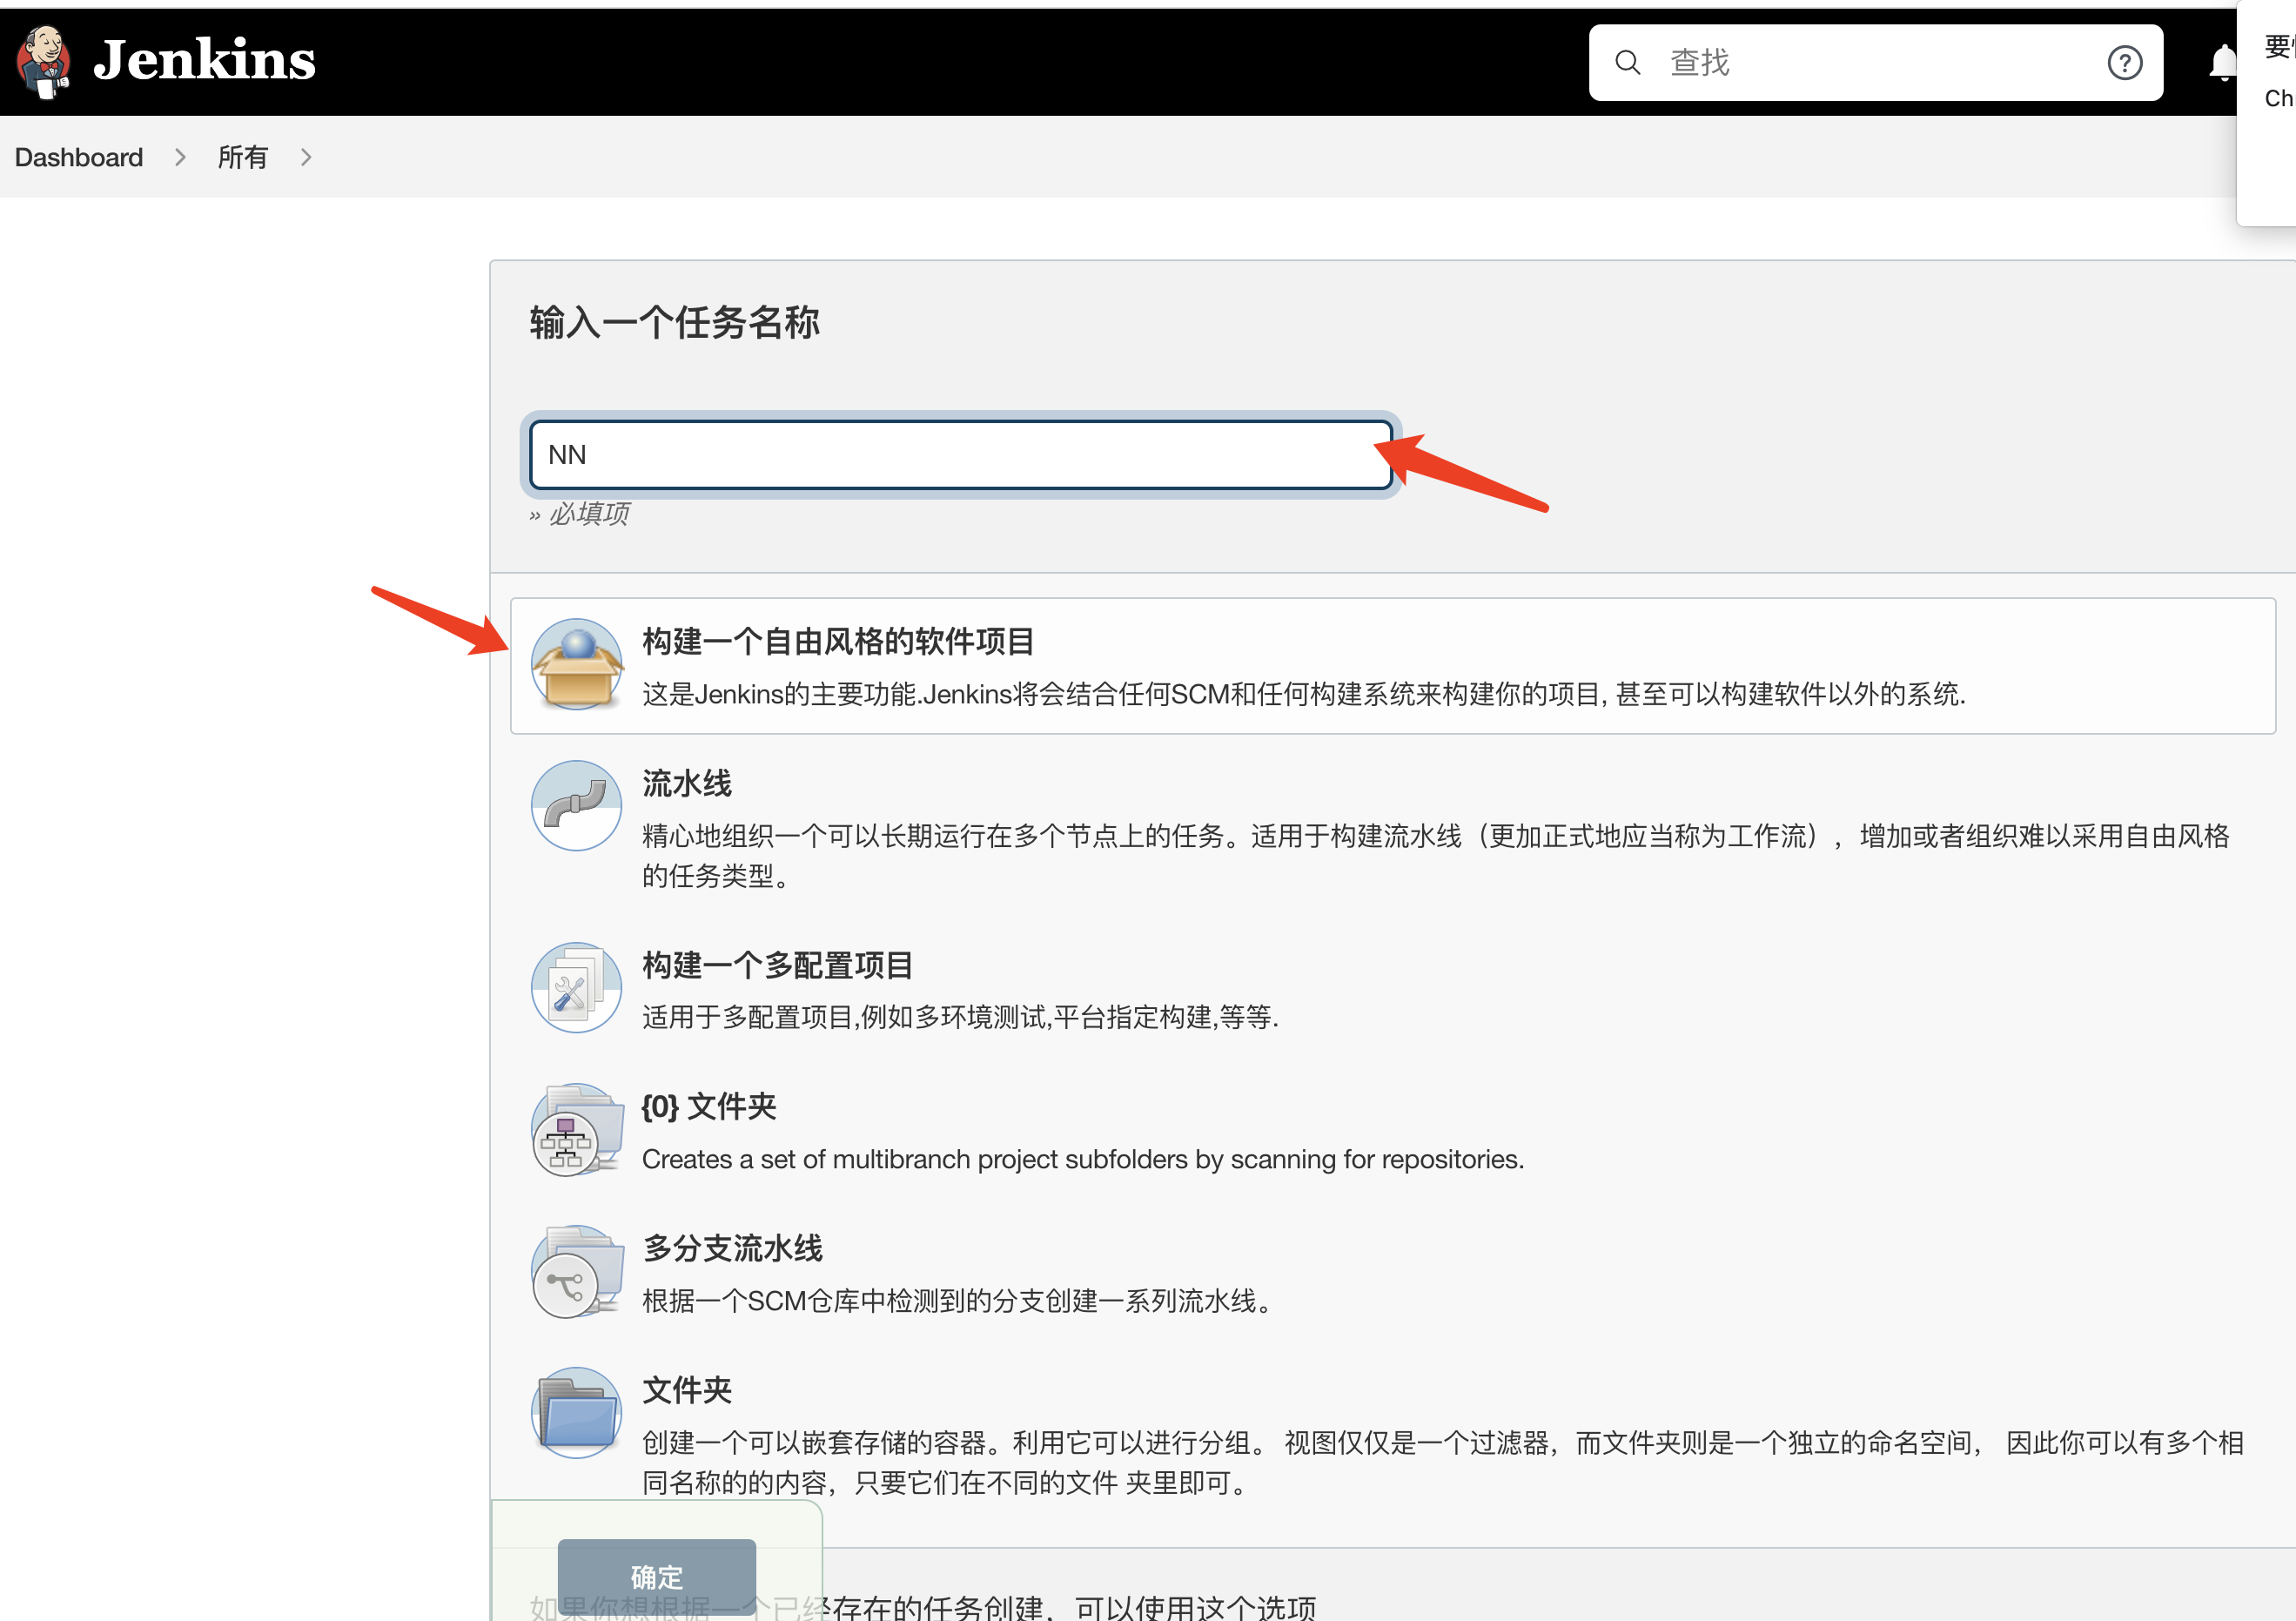 Jenkins
查找
Ch
Dashboard
所有
输入一个任务名称
NN
» 必填项
构建一个自由风格的软件项目
这是Jenkins的主要功能.Jenkins将会结合任何SCM和任何构建系统来构建你的项目, 甚至可以构建软件以外的系统.
流水线
精心地组织一个可以长期运行在多个节点上的任务。适用于构建流水线（更加正式地应当称为工作流），增加或者组织难以采用自由风格
的任务类型。
构建一个多配置项目
适用于多配置项目,例如多环境测试,平台指定构建,等等.
{0} 文件夹
Creates a set of multibranch project subfolders by scanning for repositories.
多分支流水线
根据一个SCM仓库中检测到的分支创建一系列流水线。
文件夹
创建一个可以嵌套存储的容器。利用它可以进行分组。 视图仅仅是一个过滤器，而文件夹则是一个独立的命名空间， 因此你可以有多个相
同名称的的内容，只要它们在不同的文件 夹里即可。
确定
如果你想根据一个已经存在的任务创建，可以使用这个选项